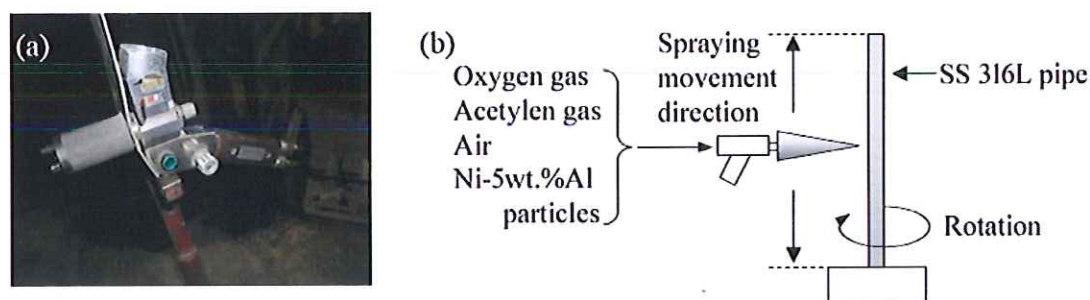 (a)
(b)
Oxygen gas
Acetylen gas
Air
Ni-5wt.%Al
particles
Spraying
movement
direction
SS 316L pipe
Rotation